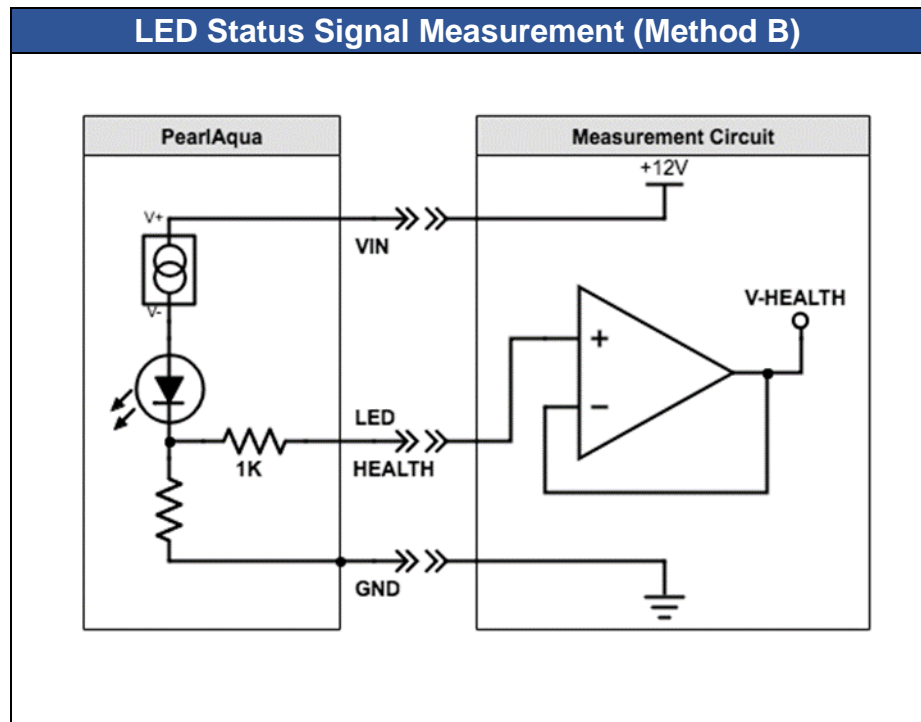 LED Status Signal Measurement (Method B)
PearlAqua
Measurement Circuit
+12V
V+
VIN
V-HEALTH
V-
+
−
LED
HEALTH
1K
GND